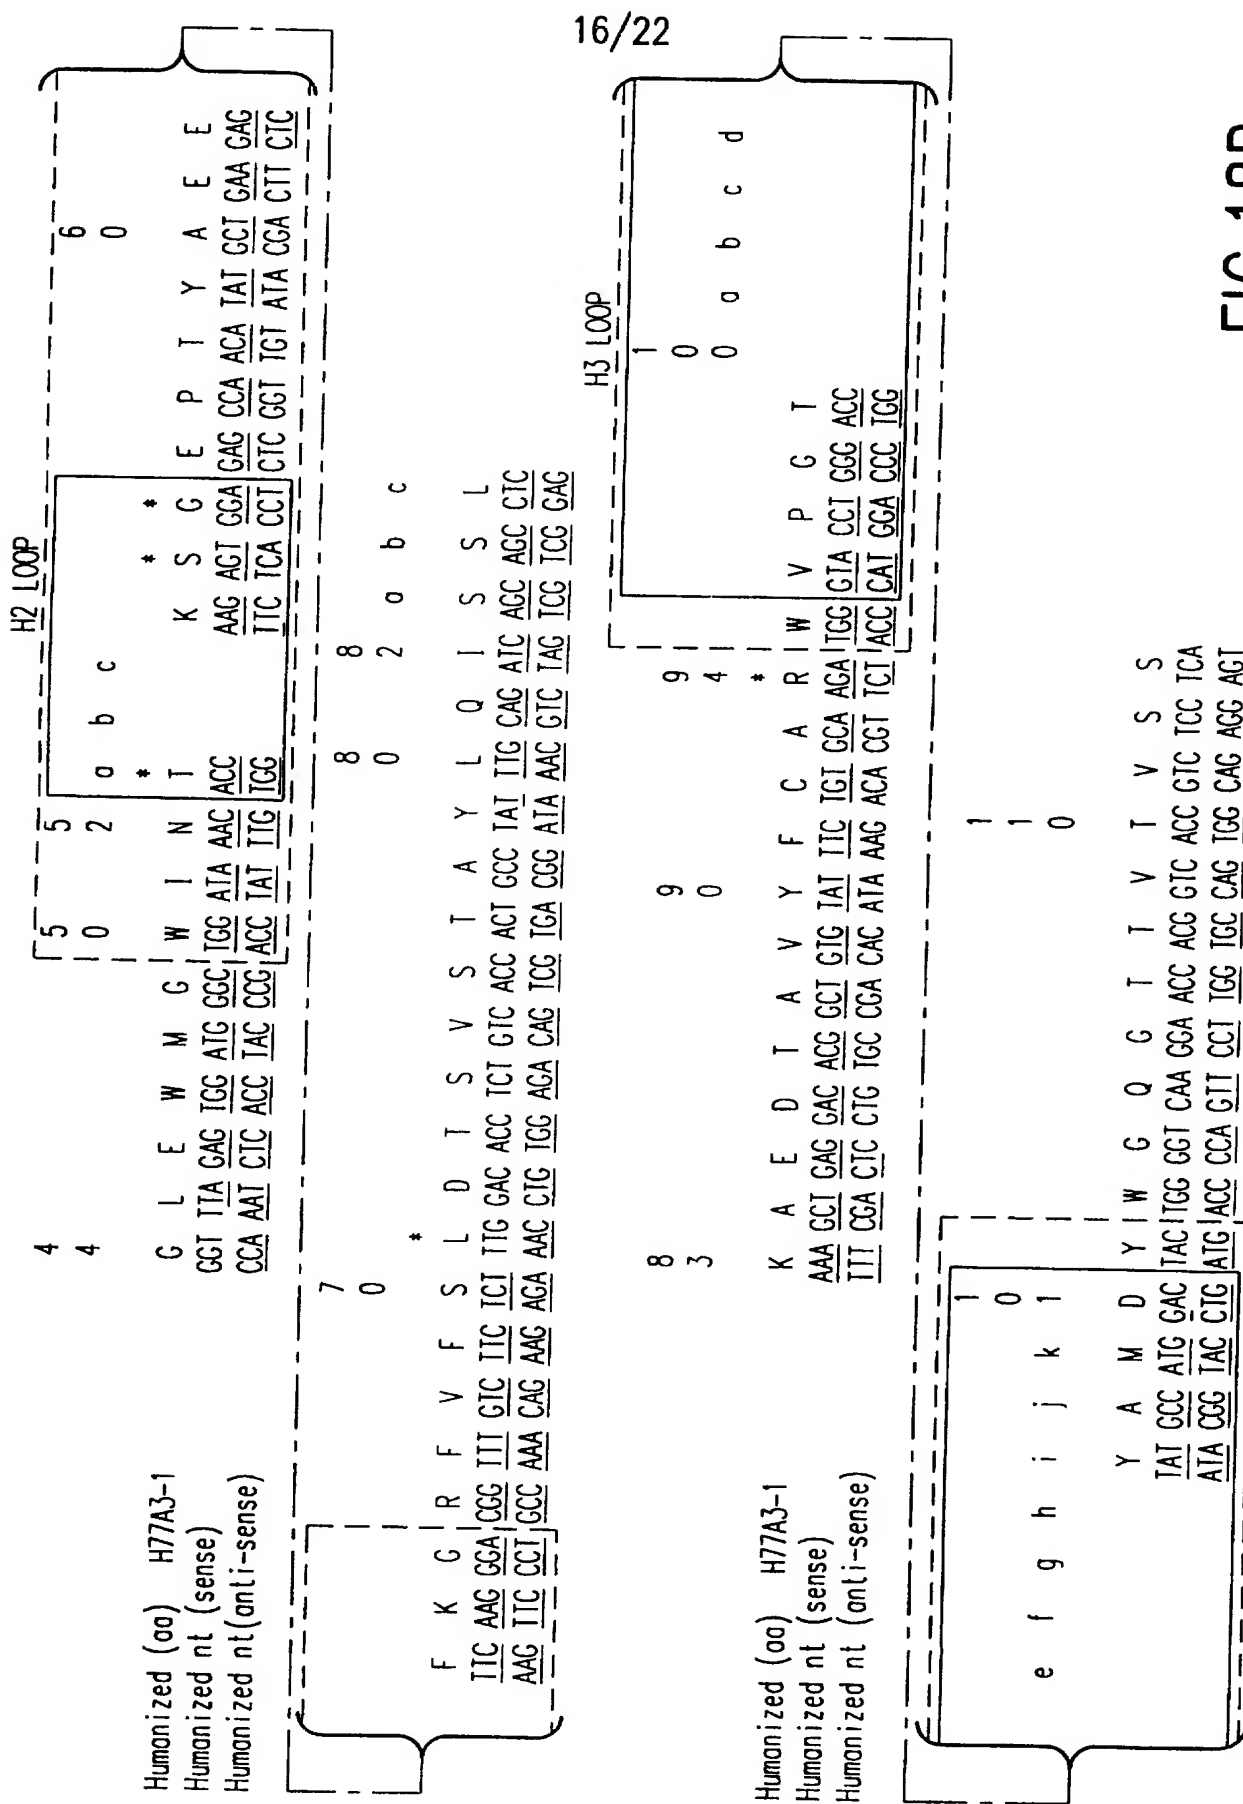 16/22
H2 LOOP
4 5 5 6
4 0 2 a b c 0
* * *
Humanized (aa) H77A3-1 G L E W M G W I N T K S G E P T Y A E E
Humanized nt (sense) GGT TTA GAG TGG ATG GGC TGG ATA AAC ACC AAG AGT GGA GAG CCA ACA TAT GCT GAA GAG
Humanized nt(anti-sense) CCA AAT CTC ACC TAC CCG ACC TAT TTG TGG TTC TCA CCT CTC GGT TGT ATA CGA CTT CTC
7 8 8
0 0 2 a b c
*
F K G R F V F S L D T S V S T A Y L Q I S S L
TTC AAG GGA CGG TTT GTC TTC TCT TTG GAC ACC TCT GTC ACC ACT GCC TAT TTG CAG ATC AGC AGC CTC
AAG TTC CCT GCC AAA CAG AAG AGA AAC CTG TGG AGA CAG TCG TGA CGG ATA AAC GTC TAG TCG TCG GAG
H3 LOOP
1
8 9 9 0
3 0 4 0 a b c d
*
Humanized (aa) H77A3-1 K A E D T A V Y F C A R W V P G T
Humanized nt (sense) AAA GCT GAG GAC ACG GCT GTG TAT TTC TGT GCA AGA TGG GTA CCT GGG ACC
Humanized nt (anti-sense) TTT CGA CTC CTG TGC CGA CAC ATA AAG ACA CGT TCT ACC CAT GGA CCC TGG
1 1
0 1
e f g h i j k 1 0
Y A M D Y W G Q G T T V T V S S
TAT GCC ATG GAC TAC TGG GGT CAA GGA ACC ACG GTC ACC GTC TCC TCA
ATA CGG TAC CTG ATG ACC CCA GTT CCT TGG TGC CAG TGG CAG AGG AGT